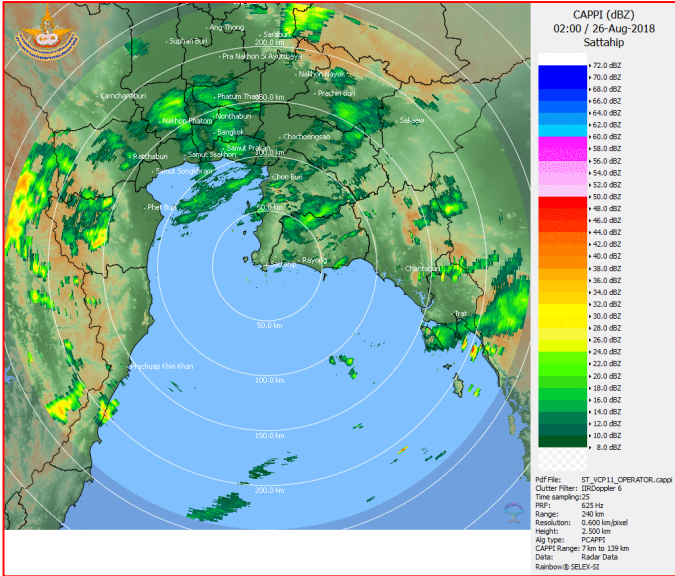 CAPPI (dBZ)
02:00 / 26-Aug-2018
Sattahip
72.0 dBZ
70.0 dBZ
68.0 dBZ
66.0 dBZ
64.0 dBZ
62.0 dBZ
60.0 dBZ
58.0 dBZ
56.0 dBZ
54.0 dBZ
52.0 dBZ
50.0 dBZ
48.0 dBZ
46.0 dBZ
44.0 dBZ
42.0 dBZ
40.0 dBZ
38.0 dBZ
36.0 dBZ
34.0 dBZ
32.0 dBZ
30.0 dBZ
28.0 dBZ
26.0 dBZ
24.0 dBZ
22.0 dBZ
20.0 dBZ
18.0 dBZ
16.0 dBZ
14.0 dBZ
12.0 dBZ
10.0 dBZ
8.0 dBZ
Pdf File: ST_VCP11_OPERATOR.cappi
Clutter Filter: IIRDoppler 6
Time sampling:25
PRF: 625 Hz
Range: 240 km
Resolution: 0.600 km/pixel
Height: 2.500 km
Alg type: PCAPPI
CAPPI Range: 7 km to 139 km
Data: Radar Data
Rainbow® SELEX-SI
Ang Thong
Saraburi
Suphan Buri
200.0 km
Pra Nakhon Si Ayutthaya
Nakhon Nayok
Karnchanaburi
Phatum Thani
Prachin Buri
Nakhon Phatom
Nonthaburi
Sakaew
Bangkok
Chachoengsao
Ratchaburi
Samut Ssakhon
Samut Prakan
100.0 km
Samut Songkhram
Chon Buri
Phet Buri
50.0 km
Sattahip
Rayong
Chantaburi
Trat
50.0 km
Prachuap Khiri Khan
100.0 km
150.0 km
200.0 km